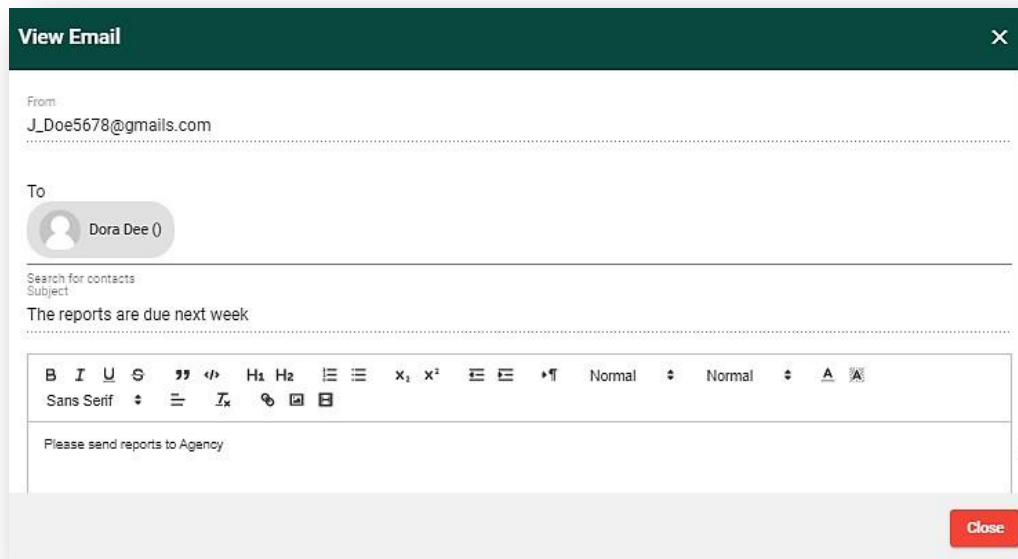 View Email
From
J_Doe5678@gmails.com
To
Dora Dee ()
Search for contacts
Subject
The reports are due next week
B I U S ” </> H1 H2 X₂ X² Normal Normal A A
Sans Serif Tx
Please send reports to Agency
Close